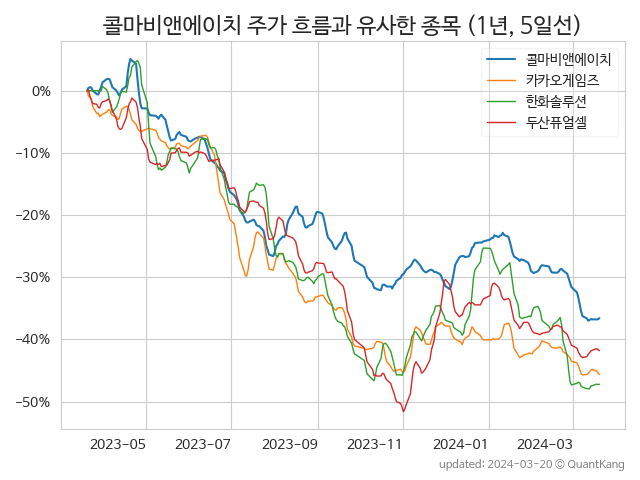 콜마비앤에이치 주가 흐름과 유사한 종목 (1년, 5일선)
콜마비앤에이치
카카오게임즈
한화솔루션
두산퓨얼셀
0%
−10%
−20%
−30%
−40%
−50%
2023-05 2023-07 2023-09 2023-11 2024-01 2024-03
updated: 2024-03-20 © QuantKang